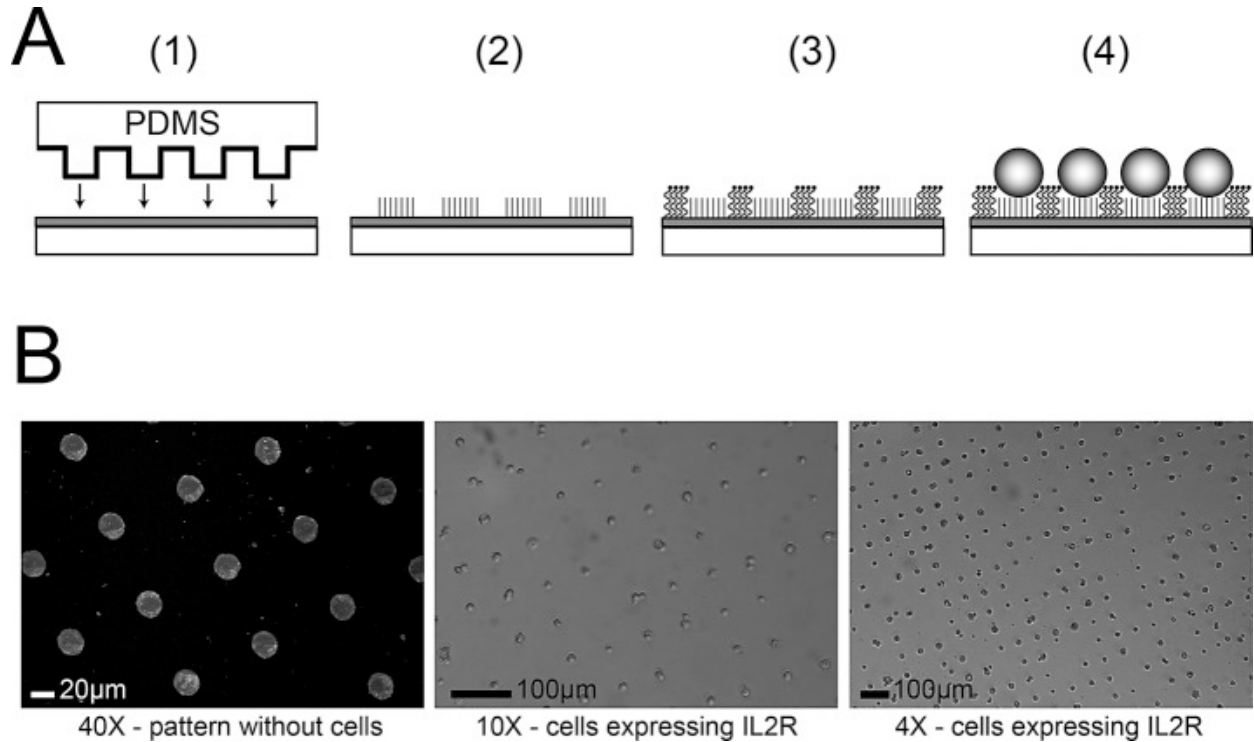 A
(1) (2) (3) (4)
PDMS
B
20µm 100µm 100µm
40X - pattern without cells 10X - cells expressing IL2R 4X - cells expressing IL2R